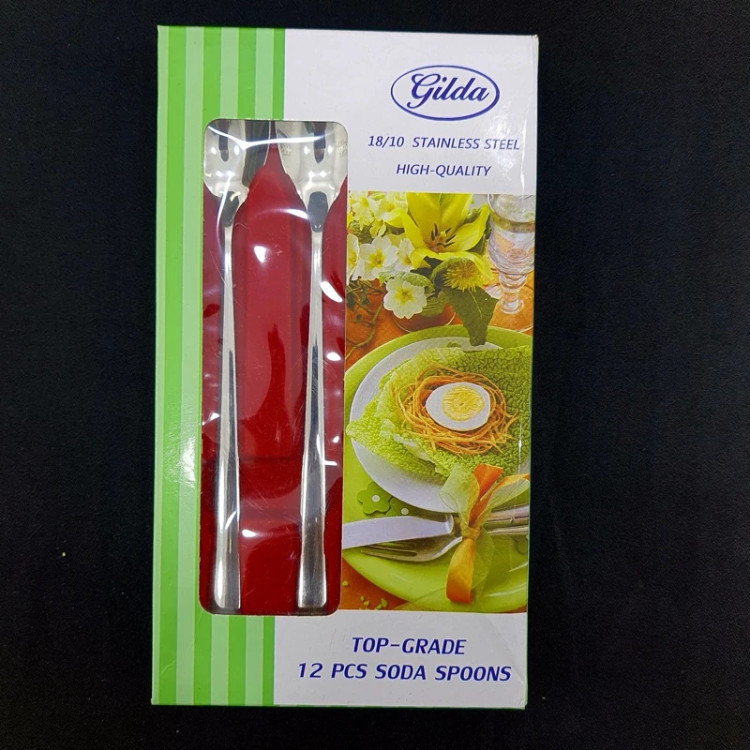 Gilda
18/10 STAINLESS STEEL
HIGH-QUALITY
TOP-GRADE
12 PCS SODA SPOONS